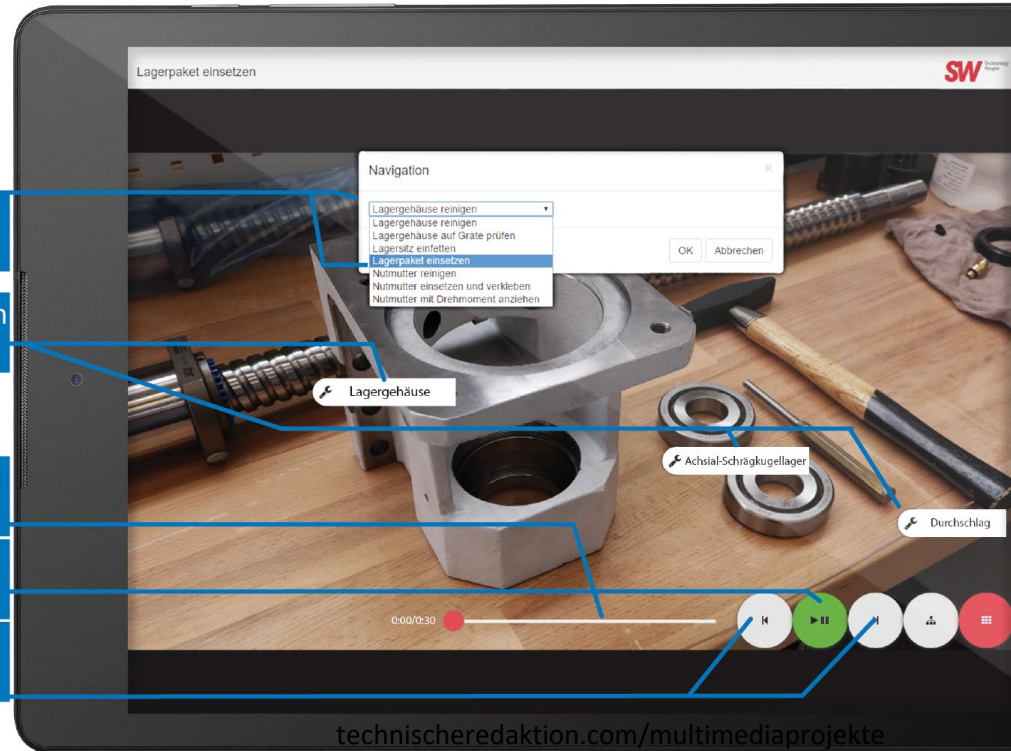 Lagerpaket einsetzen
SW Technology People
Navigation
×
Lagergehäuse reinigen
Lagergehäuse reinigen
Lagergehäuse auf Grate prüfen
Lagersitz einfetten
Lagerpaket einsetzen
Nutmutter reinigen
Nutmutter einsetzen und verkleben
Nutmutter mit Drehmoment anziehen
OK Abbrechen
Lagergehäuse
Achsial-Schrägkugellager
Durchschlag
0:00/0:30
technischeredaktion.com/multimediaprojekte